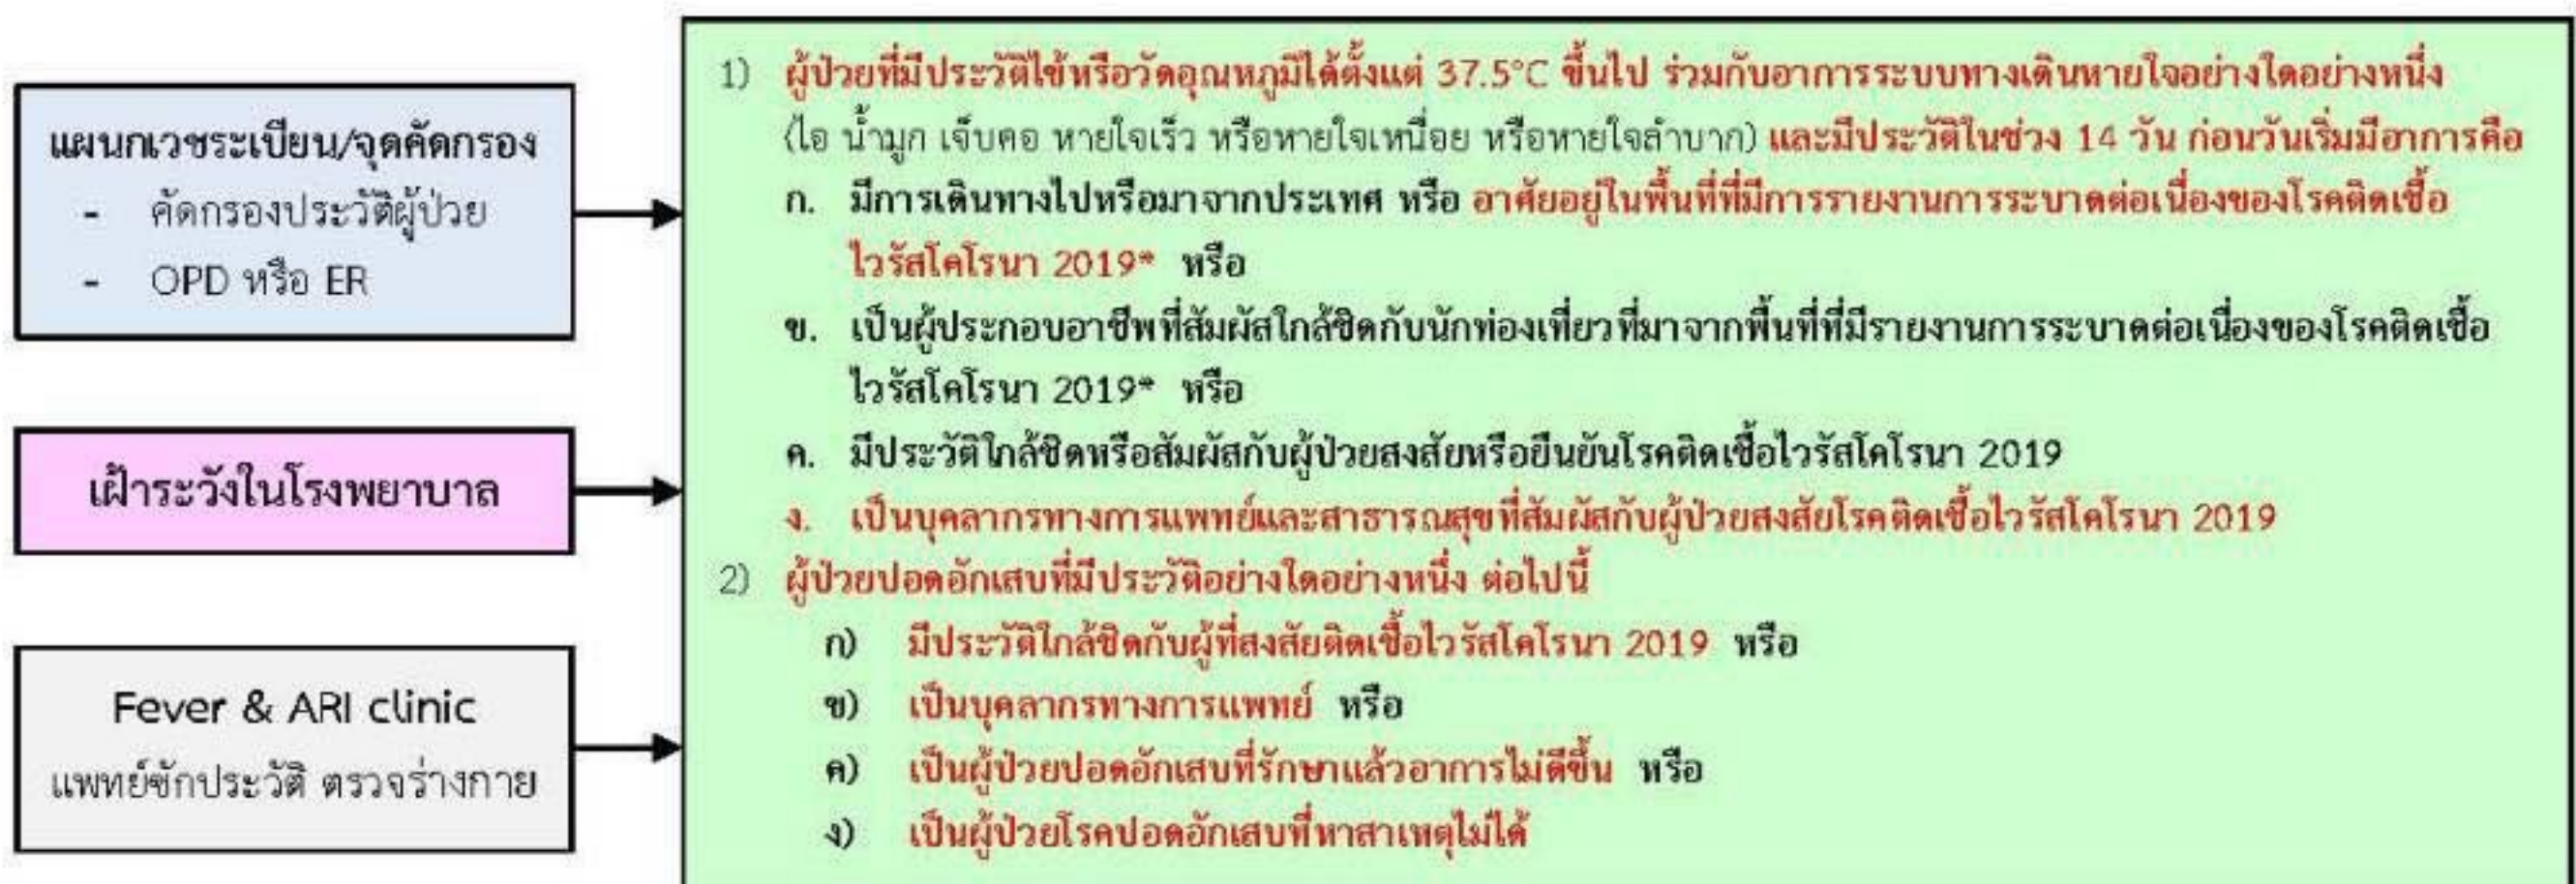 แผนกเวชระเบียน/จุดคัดกรอง
- คัดกรองประวัติผู้ป่วย
- OPD หรือ ER
เฝ้าระวังในโรงพยาบาล
Fever & ARI clinic
แพทย์ซักประวัติ ตรวจร่างกาย
1) ผู้ป่วยที่มีประวัติไข้หรือวัดอุณหภูมิได้ตั้งแต่ 37.5°C ขึ้นไป ร่วมกับอาการระบบทางเดินหายใจอย่างใดอย่างหนึ่ง
(ไอ น้ำมูก เจ็บคอ หายใจเร็ว หรือหายใจเหนื่อย หรือหายใจลำบาก) และมีประวัติในช่วง 14 วัน ก่อนวันเริ่มมีอาการคือ
ก. มีการเดินทางไปหรือมาจากประเทศ หรือ อาศัยอยู่ในพื้นที่ที่มีการรายงานการระบาดต่อเนื่องของโรคติดเชื้อ
ไวรัสโคโรนา 2019* หรือ
ข. เป็นผู้ประกอบอาชีพที่สัมผัสใกล้ชิดกับนักท่องเที่ยวที่มาจากพื้นที่ที่มีรายงานการระบาดต่อเนื่องของโรคติดเชื้อ
ไวรัสโคโรนา 2019* หรือ
ค. มีประวัติใกล้ชิดหรือสัมผัสกับผู้ป่วยสงสัยหรือยืนยันโรคติดเชื้อไวรัสโคโรนา 2019
ง. เป็นบุคลากรทางการแพทย์และสาธารณสุขที่สัมผัสกับผู้ป่วยสงสัยโรคติดเชื้อไวรัสโคโรนา 2019
2) ผู้ป่วยปอดอักเสบที่มีประวัติอย่างใดอย่างหนึ่ง ต่อไปนี้
ก) มีประวัติใกล้ชิดกับผู้ที่สงสัยติดเชื้อไวรัสโคโรนา 2019 หรือ
ข) เป็นบุคลากรทางการแพทย์ หรือ
ค) เป็นผู้ป่วยปอดอักเสบที่รักษาแล้วอาการไม่ดีขึ้น หรือ
ง) เป็นผู้ป่วยโรคปอดอักเสบที่หาสาเหตุไม่ได้